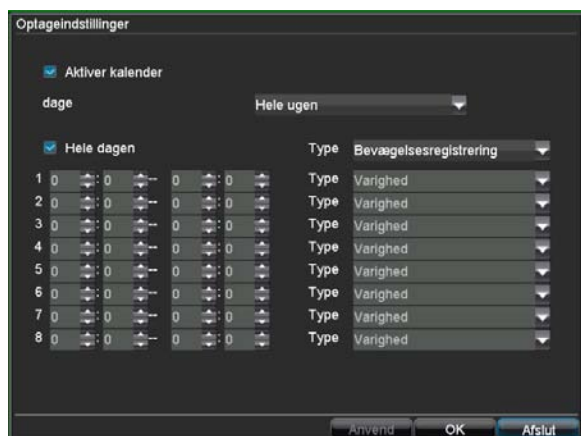 Optageindstillinger
Aktiver kalender
dage Hele ugen
Hele dagen Type Bevægelsesregistrering
1 0 : 0 -- 0 : 0 Type Varighed
2 0 : 0 -- 0 : 0 Type Varighed
3 0 : 0 -- 0 : 0 Type Varighed
4 0 : 0 -- 0 : 0 Type Varighed
5 0 : 0 -- 0 : 0 Type Varighed
6 0 : 0 -- 0 : 0 Type Varighed
7 0 : 0 -- 0 : 0 Type Varighed
8 0 : 0 -- 0 : 0 Type Varighed
Anvend OK Afslut